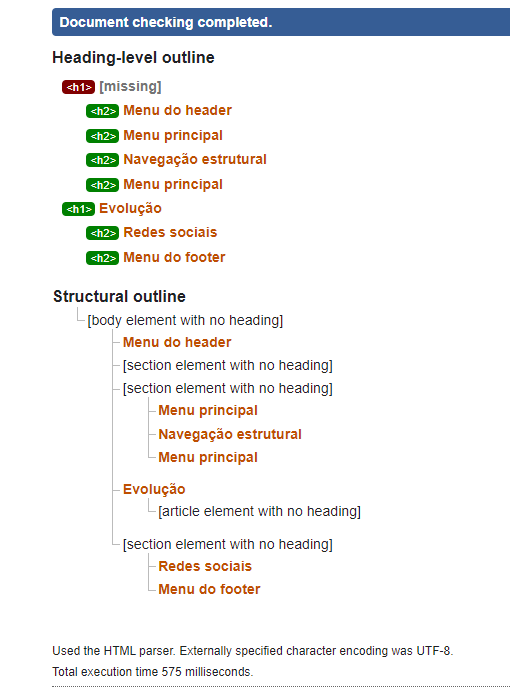 Document checking completed.
Heading-level outline
<h1> [missing]
<h2> Menu do header
<h2> Menu principal
<h2> Navegação estrutural
<h2> Menu principal
<h1> Evolução
<h2> Redes sociais
<h2> Menu do footer
Structural outline
[body element with no heading]
Menu do header
[section element with no heading]
[section element with no heading]
Menu principal
Navegação estrutural
Menu principal
Evolução
[article element with no heading]
[section element with no heading]
Redes sociais
Menu do footer
Used the HTML parser. Externally specified character encoding was UTF-8.
Total execution time 575 milliseconds.